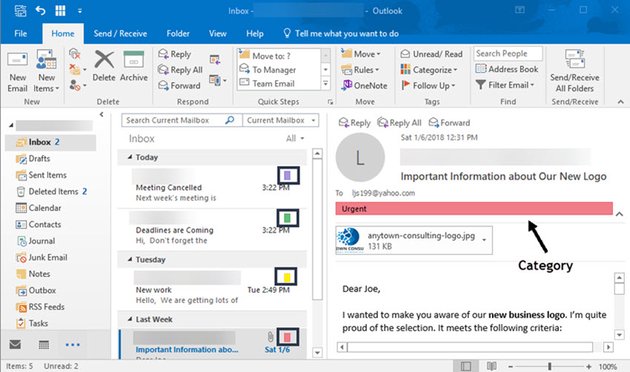 Inbox - - Outlook
File Home Send / Receive Folder View Help Tell me what you want to do
New Email
New Items
New
Delete
Archive
Delete
Reply
Reply All
Forward
Respond
Move to: ?
To Manager
Team Email
Quick Steps
Move
Rules
OneNote
Move
Unread/ Read
Categorize
Follow Up
Tags
Search People
Address Book
Filter Email
Find
Send/Receive All Folders
Send/Receive
Inbox 2
Drafts
Sent Items
Deleted Items 2
Calendar
Contacts
Journal
Junk Email
Notes
Outbox
RSS Feeds
Tasks
Search Current Mailbox Current Mailbox
Inbox All
Today
Meeting Cancelled 3:22 PM
Next week's meeting is
Deadlines are Coming 3:22 PM
Hi, Don't forget the
Tuesday
New work Tue 2:49 PM
Hello, We are getting lots of
Last Week
Important Information abo... Sat 1/6
Reply Reply All Forward
Sat 1/6/2018 12:31 PM
L
Important Information about Our New Logo
To ljs199@yahoo.com
Urgent
anytown-consulting-logo.jpg
131 KB
Category
Dear Joe,
I wanted to make you aware of our new business logo. I'm quite
proud of the selection. It meets the following criteria:
Items: 5 Unread: 2 100%